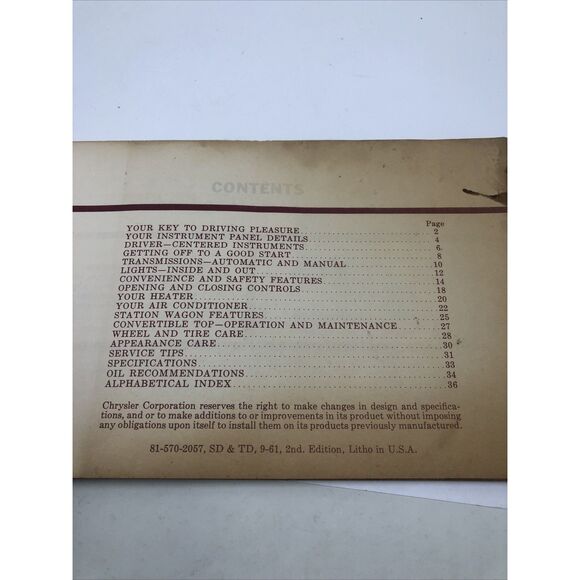 CONTENTS
Page
YOUR KEY TO DRIVING PLEASURE 2
YOUR INSTRUMENT PANEL DETAILS 4
DRIVER—CENTERED INSTRUMENTS 6
GETTING OFF TO A GOOD START 8
TRANSMISSIONS—AUTOMATIC AND MANUAL 10
LIGHTS—INSIDE AND OUT 12
CONVENIENCE AND SAFETY FEATURES 14
OPENING AND CLOSING CONTROLS 18
YOUR HEATER 20
YOUR AIR CONDITIONER 22
STATION WAGON FEATURES 25
CONVERTIBLE TOP—OPERATION AND MAINTENANCE 27
WHEEL AND TIRE CARE 28
APPEARANCE CARE 30
SERVICE TIPS 31
SPECIFICATIONS 33
OIL RECOMMENDATIONS 34
ALPHABETICAL INDEX 36
Chrysler Corporation reserves the right to make changes in design and specifica-
tions, and or to make additions to or improvements in its product without imposing
any obligations upon itself to install them on its products previously manufactured.
81-570-2057, SD & TD, 9-61, 2nd. Edition, Litho in U.S.A.